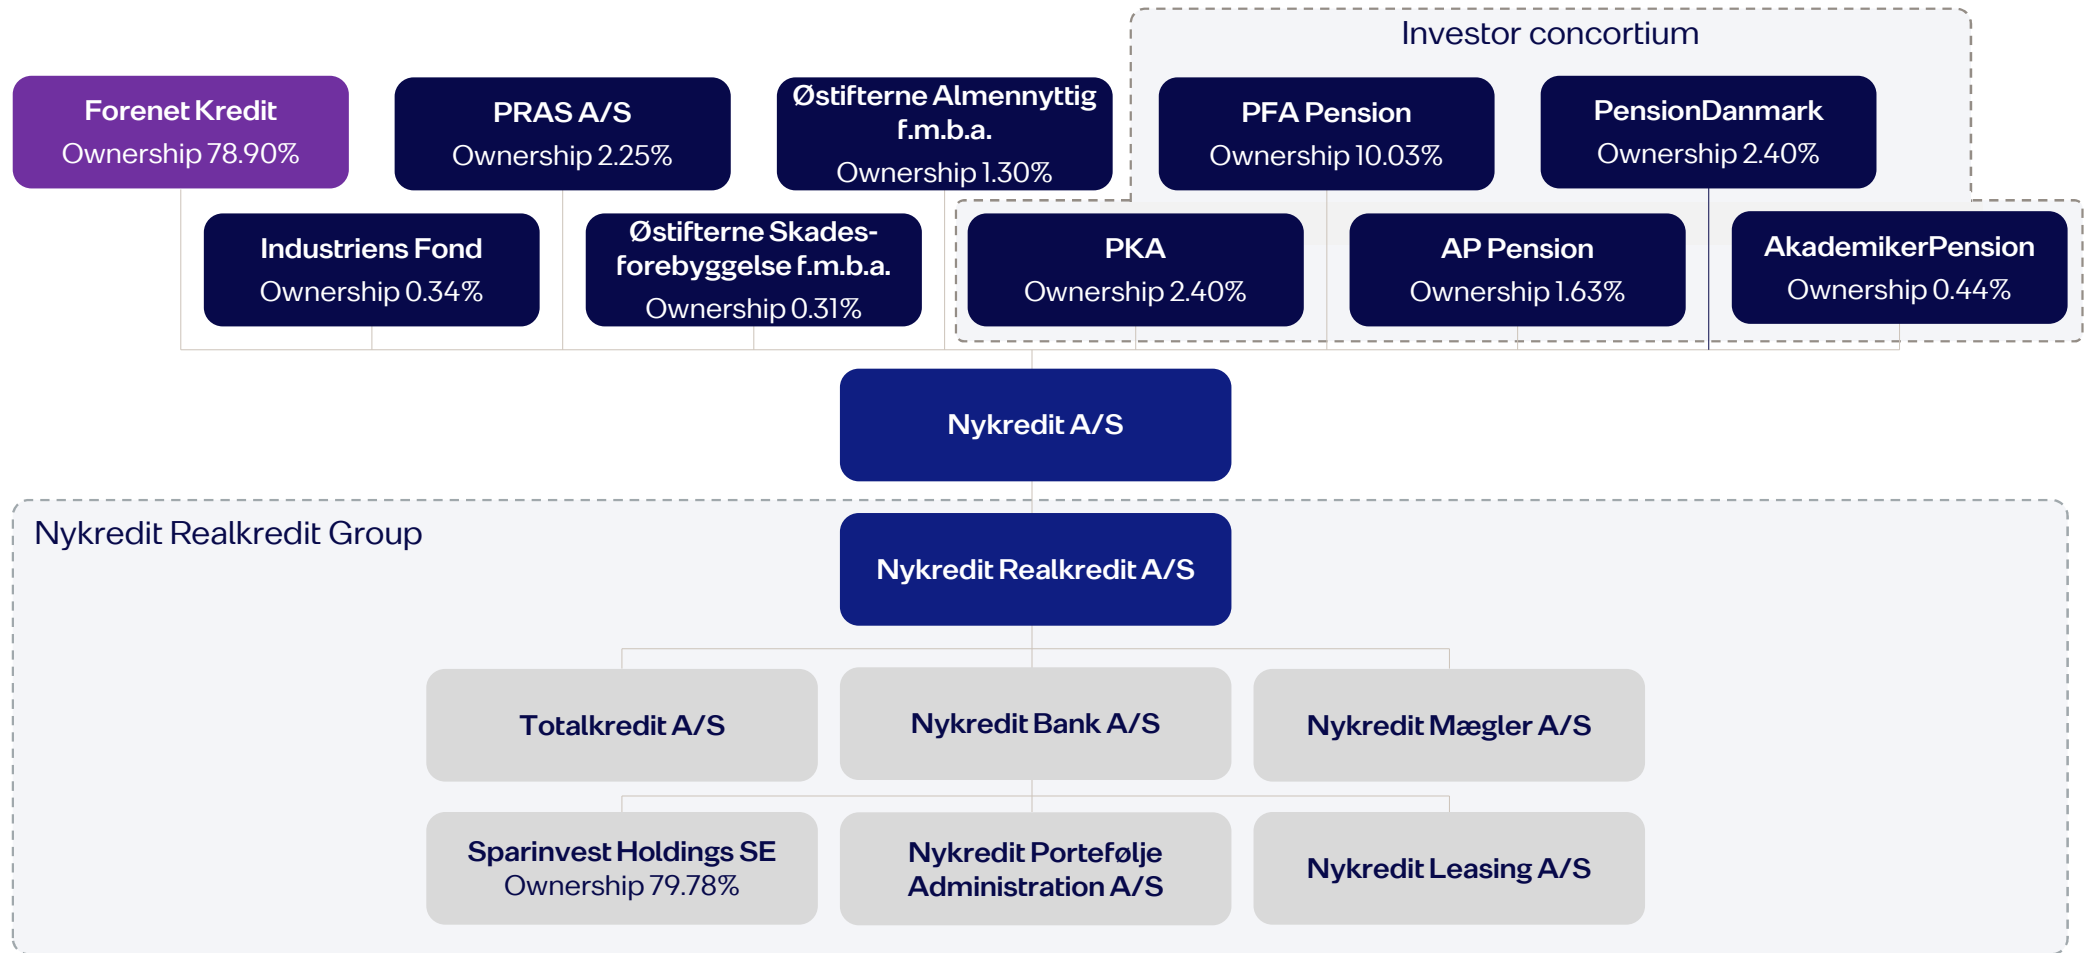 Investor concortium
Forenet Kredit
Ownership 78.90%
PRAS A/S
Ownership 2.25%
Østifterne Almennyttig
f.m.b.a.
Ownership 1.30%
PFA Pension
Ownership 10.03%
PensionDanmark
Ownership 2.40%
Industriens Fond
Ownership 0.34%
Østifterne Skades-
forebyggelse f.m.b.a.
Ownership 0.31%
PKA
Ownership 2.40%
AP Pension
Ownership 1.63%
AkademikerPension
Ownership 0.44%
Nykredit A/S
Nykredit Realkredit Group
Nykredit Realkredit A/S
Totalkredit A/S
Nykredit Bank A/S
Nykredit Mægler A/S
Sparinvest Holdings SE
Ownership 79.78%
Nykredit Portefølje
Administration A/S
Nykredit Leasing A/S